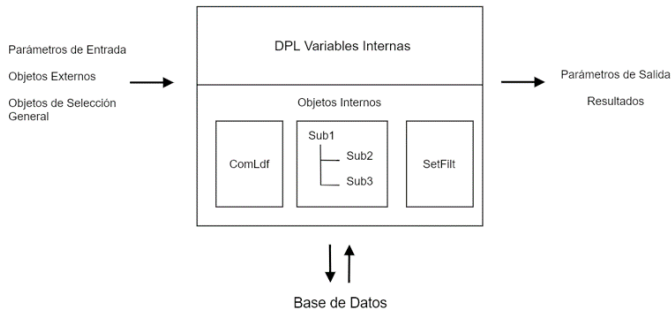 DPL Variables Internas
Parámetros de Entrada
Objetos Externos
Objetos de Selección
General
Parámetros de Salida
Resultados
Objetos Internos
ComLdf
Sub1
Sub2
Sub3
SetFilt
Base de Datos